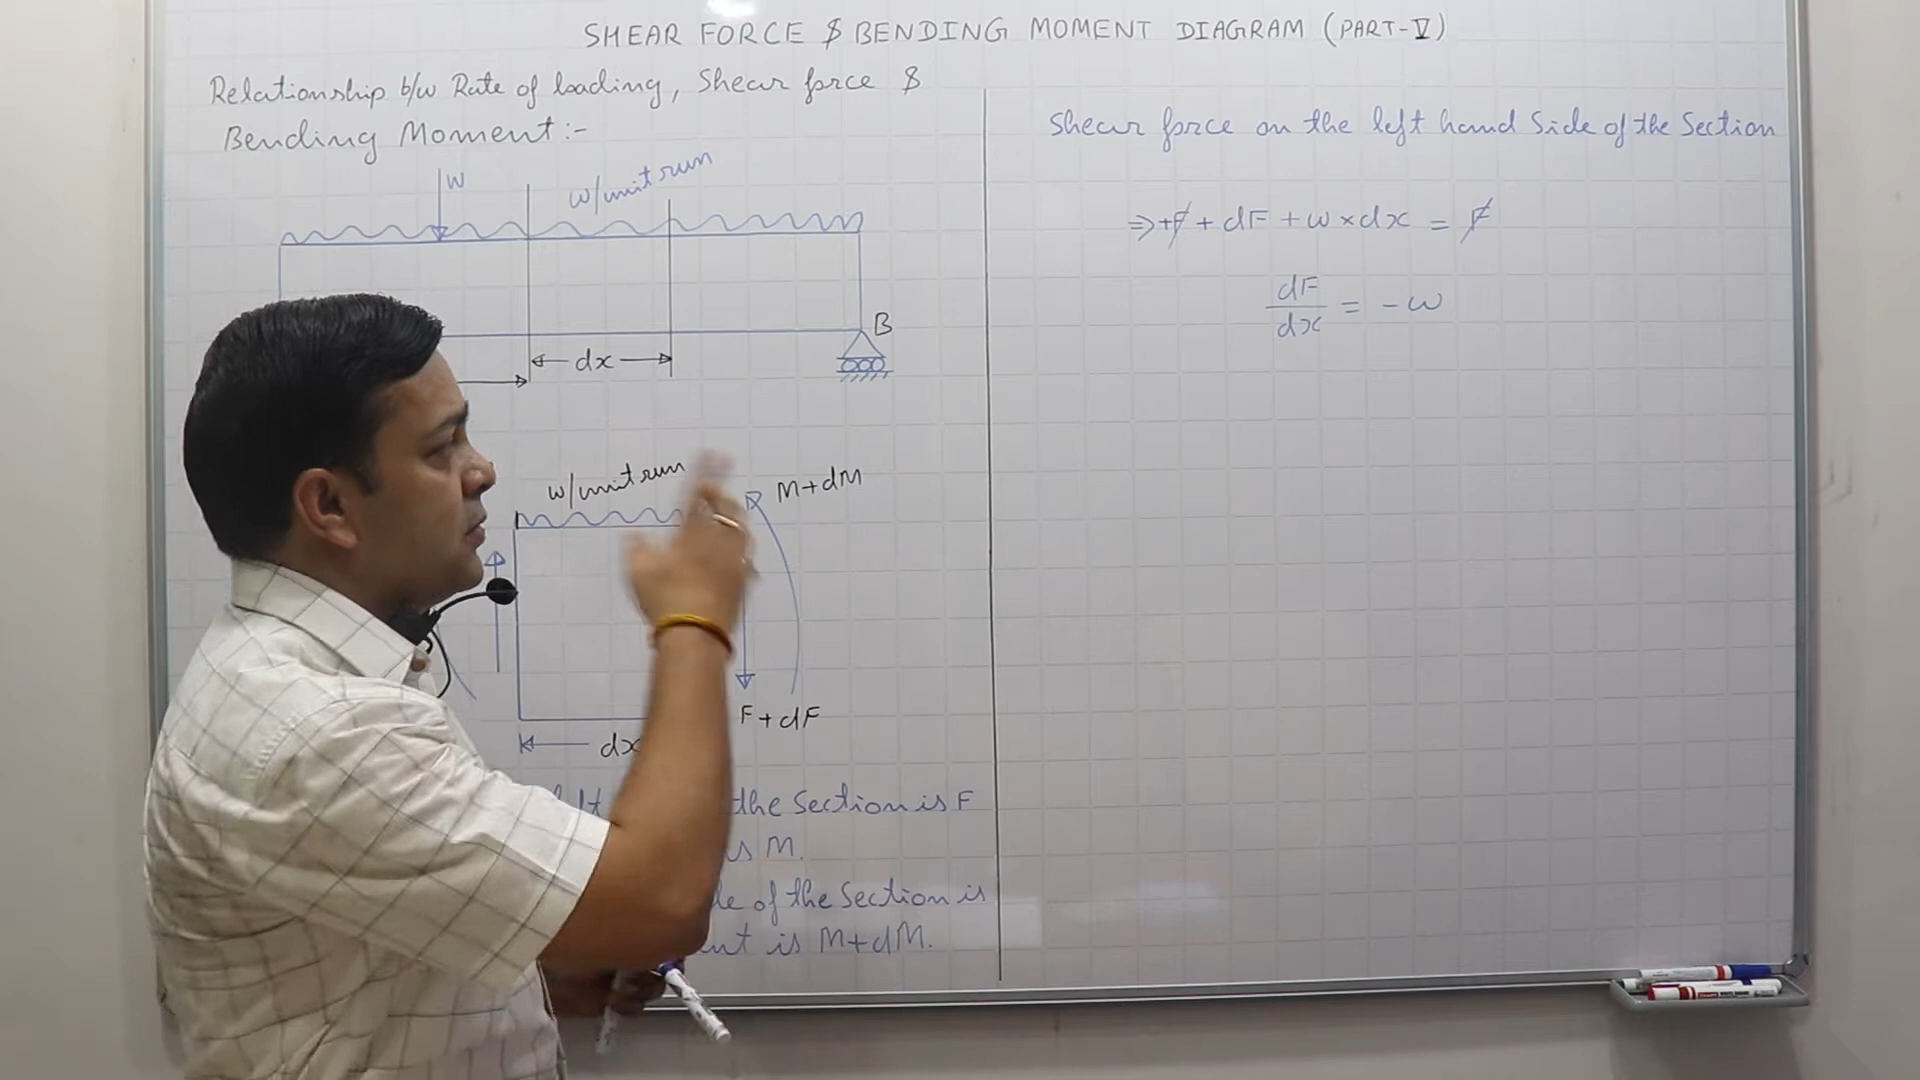 SHEAR FORCE $ BENDING MOMENT DIAGRAM (PART-V)
Relationship b/w Rate of loading, Shear force $
Bending Moment:-
W
w/unit run
B
dx
w/unit run
M+dM
F+dF
dx
the Section is F
is M.
of the Section is
is M+dM.
Shear force on the left hand Side of the Section
⇒ +F + dF + w×dx = F
dF/dx = -w